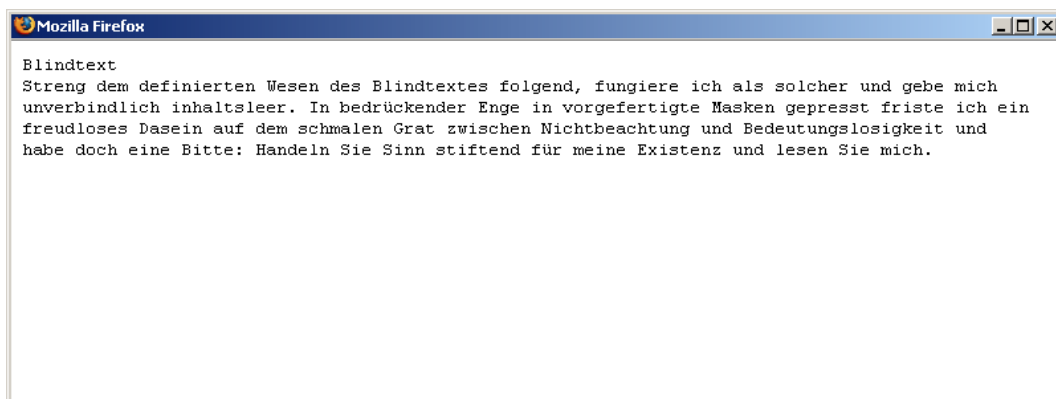 Mozilla Firefox
Blindtext
Streng dem definierten Wesen des Blindtextes folgend, fungiere ich als solcher und gebe mich
unverbindlich inhaltsleer. In bedrückender Enge in vorgefertigte Masken gepresst friste ich ein
freudloses Dasein auf dem schmalen Grat zwischen Nichtbeachtung und Bedeutungslosigkeit und
habe doch eine Bitte: Handeln Sie Sinn stiftend für meine Existenz und lesen Sie mich.